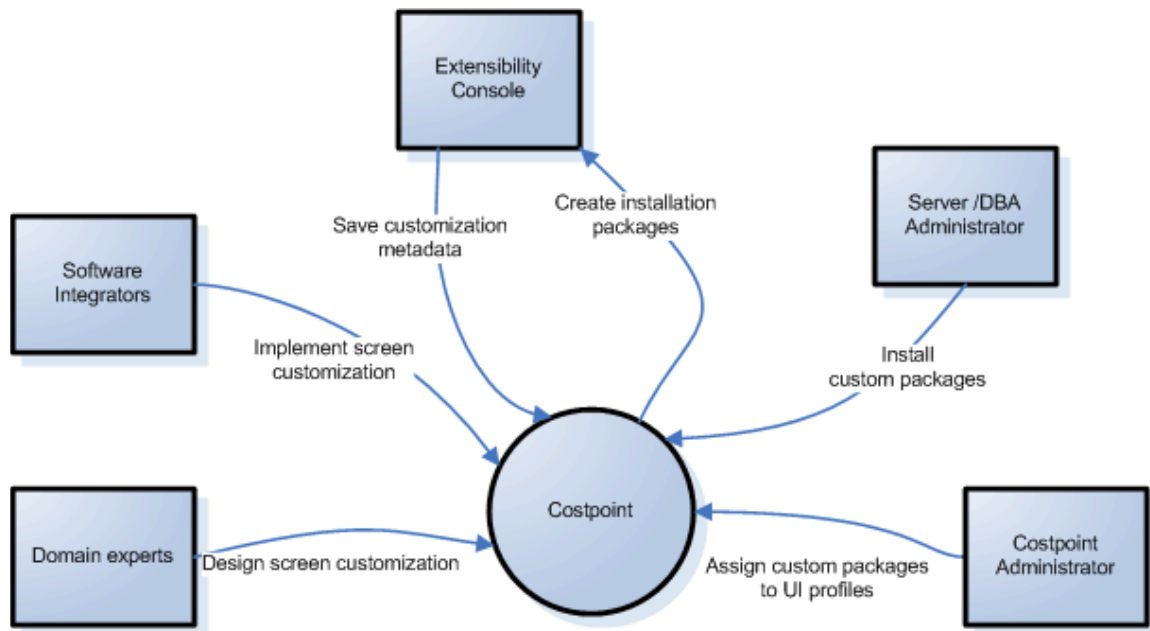 Extensibility
Console
Server /DBA
Administrator
Create installation
packages
Save customization
metadata
Software
Integrators
Implement screen
customization
Install
custom packages
Costpoint
Domain experts
Design screen customization
Assign custom packages
to UI profiles
Costpoint
Administrator